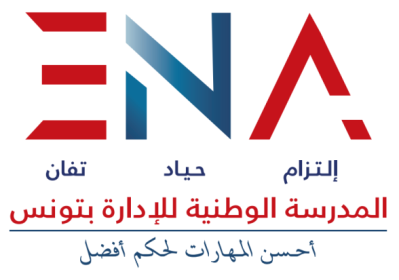 ENA
إلتزام حياد تفان
المدرسة الوطنية للإدارة بتونس
أحسن المهارات لحكم أفضل